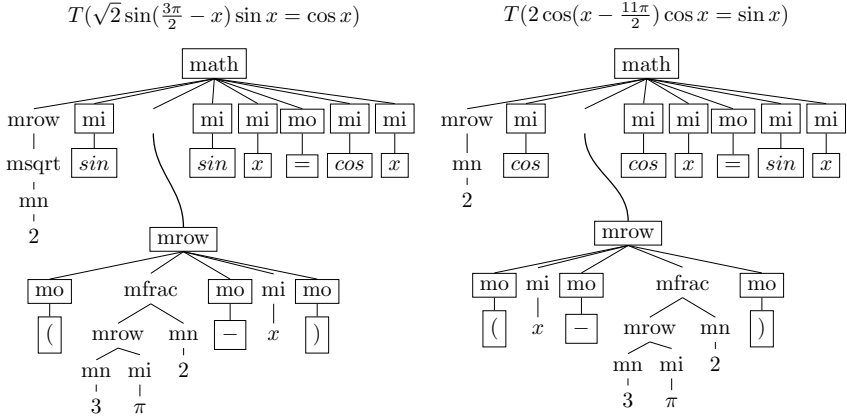 T(√2 sin(3π/2 − x) sin x = cos x) T(2 cos(x − 11π/2) cos x = sin x)
math math
mrow mi mi mi mo mi mi mrow mi mi mi mo mi mi
msqrt sin sin x = cos x mn cos cos x = sin x
mn 2
2
mrow mrow
mo mfrac mo mi mo mo mi mo mfrac mo
( mrow mn − x ) ( x − mrow mn )
mn mi 2 mn mi 2
3 π 3 π